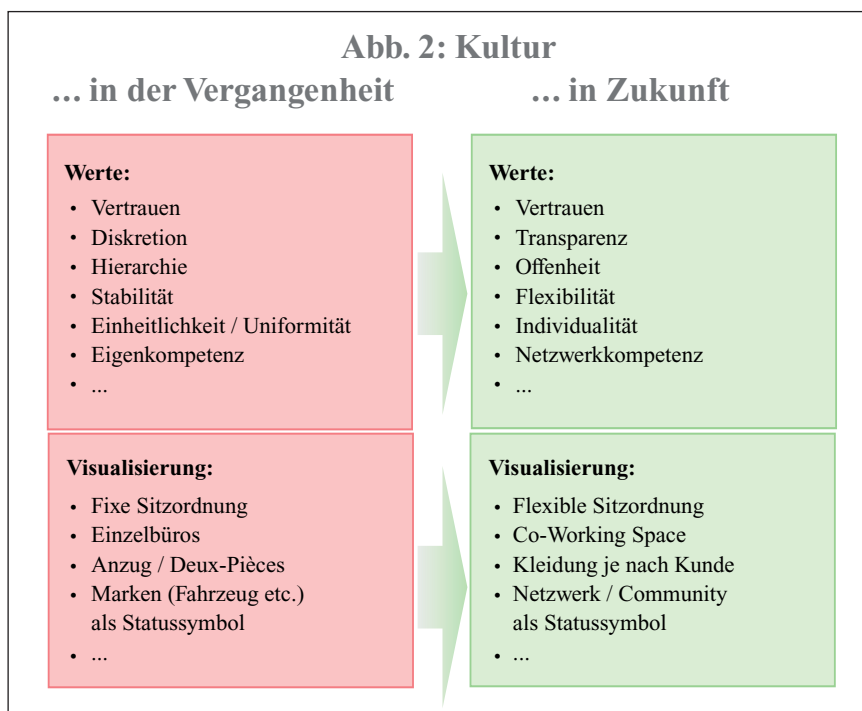 Abb. 2: Kultur
... in der Vergangenheit
... in Zukunft
Werte:
• Vertrauen
• Diskretion
• Hierarchie
• Stabilität
• Einheitlichkeit / Uniformität
• Eigenkompetenz
• ...
Werte:
• Vertrauen
• Transparenz
• Offenheit
• Flexibilität
• Individualität
• Netzwerkkompetenz
• ...
Visualisierung:
• Fixe Sitzordnung
• Einzelbüros
• Anzug / Deux-Pièces
• Marken (Fahrzeug etc.)
als Statussymbol
• ...
Visualisierung:
• Flexible Sitzordnung
• Co-Working Space
• Kleidung je nach Kunde
• Netzwerk / Community
als Statussymbol
• ...